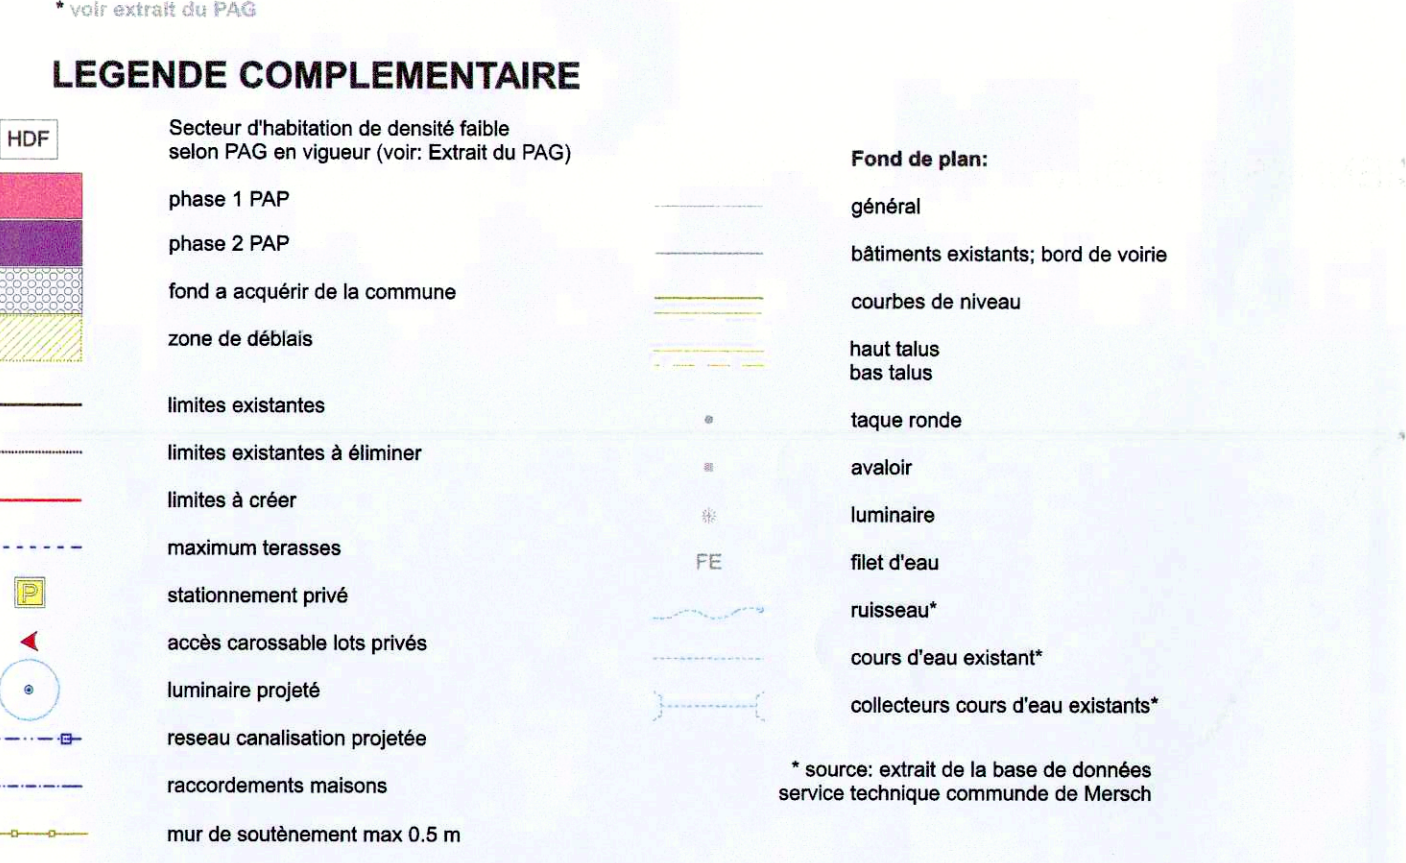 * voir extrait du PAG
LEGENDE COMPLEMENTAIRE
HDF
Secteur d'habitation de densité faible
selon PAG en vigueur (voir: Extrait du PAG)
phase 1 PAP
phase 2 PAP
fond a acquérir de la commune
zone de déblais
limites existantes
limites existantes à éliminer
limites à créer
maximum terasses
P
stationnement privé
accès carossable lots privés
luminaire projeté
reseau canalisation projetée
raccordements maisons
mur de soutènement max 0.5 m
Fond de plan:
général
bâtiments existants; bord de voirie
courbes de niveau
haut talus
bas talus
taque ronde
avaloir
luminaire
FE
filet d'eau
ruisseau*
cours d'eau existant*
collecteurs cours d'eau existants*
* source: extrait de la base de données
service technique communde de Mersch